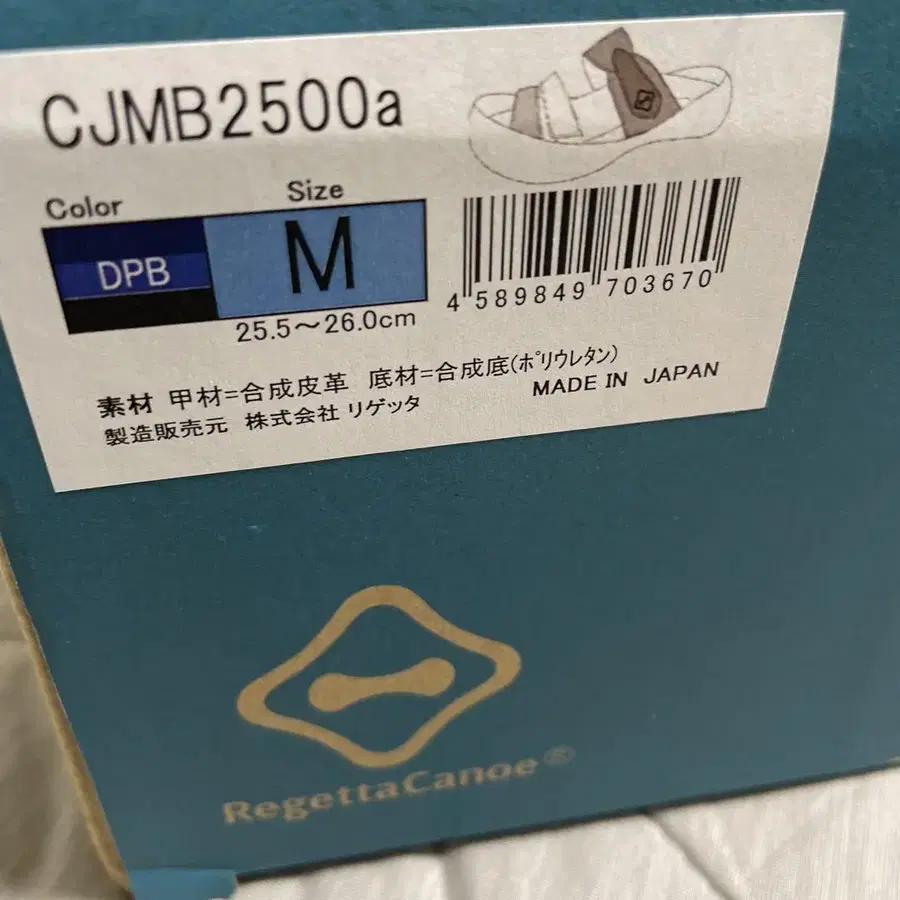 CJMB2500a
Color
Size
DPB
M
25.5～26.0cm
4 589849 703670
素材 甲材=合成皮革 底材=合成底(ﾎﾟﾘｳﾚﾀﾝ)
製造販売元 株式会社 リゲッタ
MADE IN JAPAN
RegettaCanoe®